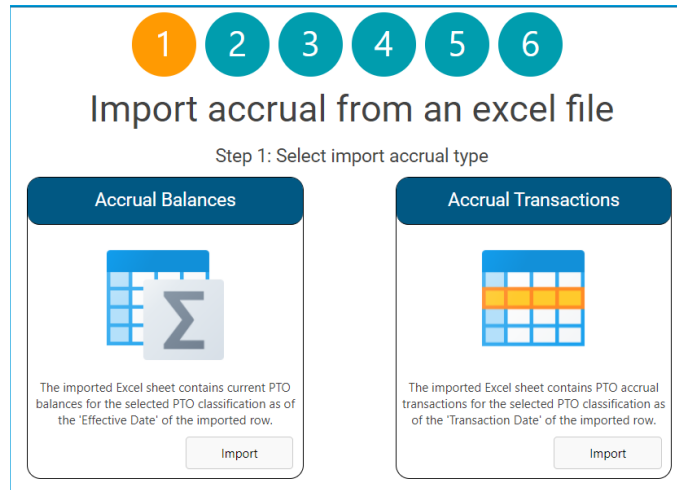 1 2 3 4 5 6
Import accrual from an excel file
Step 1: Select import accrual type
Accrual Balances
Σ
The imported Excel sheet contains current PTO
balances for the selected PTO classification as of
the 'Effective Date' of the imported row.
Import
Accrual Transactions
The imported Excel sheet contains PTO accrual
transactions for the selected PTO classification as
of the 'Transaction Date' of the imported row.
Import